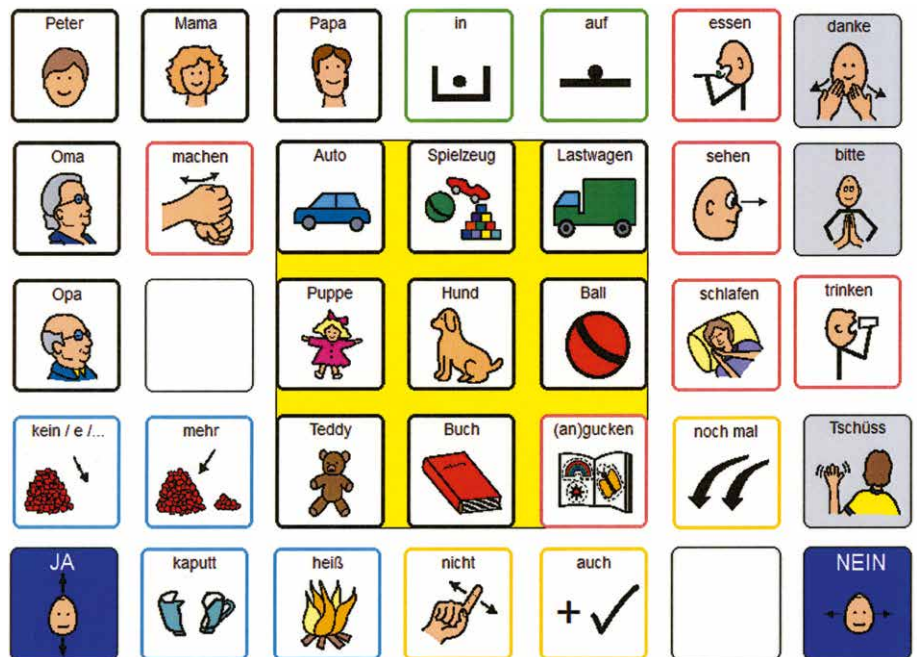 Peter
Mama
Papa
in
auf
essen
danke
Oma
machen
Auto
Spielzeug
Lastwagen
sehen
bitte
Opa
Puppe
Hund
Ball
schlafen
trinken
kein / e /...
mehr
Teddy
Buch
(an)gucken
noch mal
Tschüss
JA
kaputt
heiß
nicht
auch
NEIN